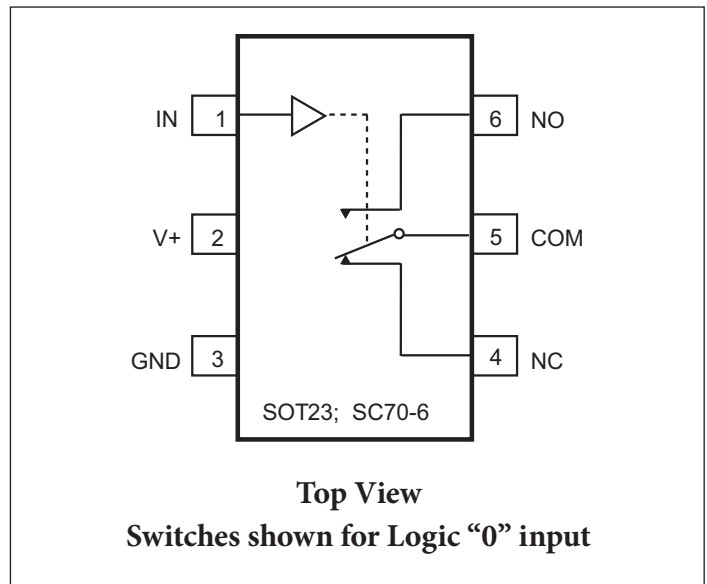 IN 1 6 NO
V+ 2 5 COM
GND 3 4 NC
SOT23; SC70-6
Top View
Switches shown for Logic “0” input